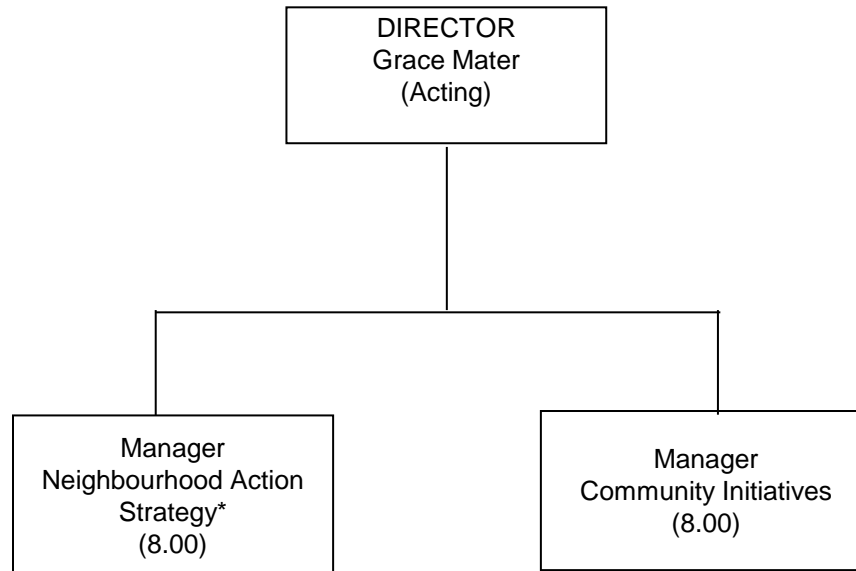 DIRECTOR
Grace Mater
(Acting)
Manager
Neighbourhood Action
Strategy*
(8.00)
Manager
Community Initiatives
(8.00)